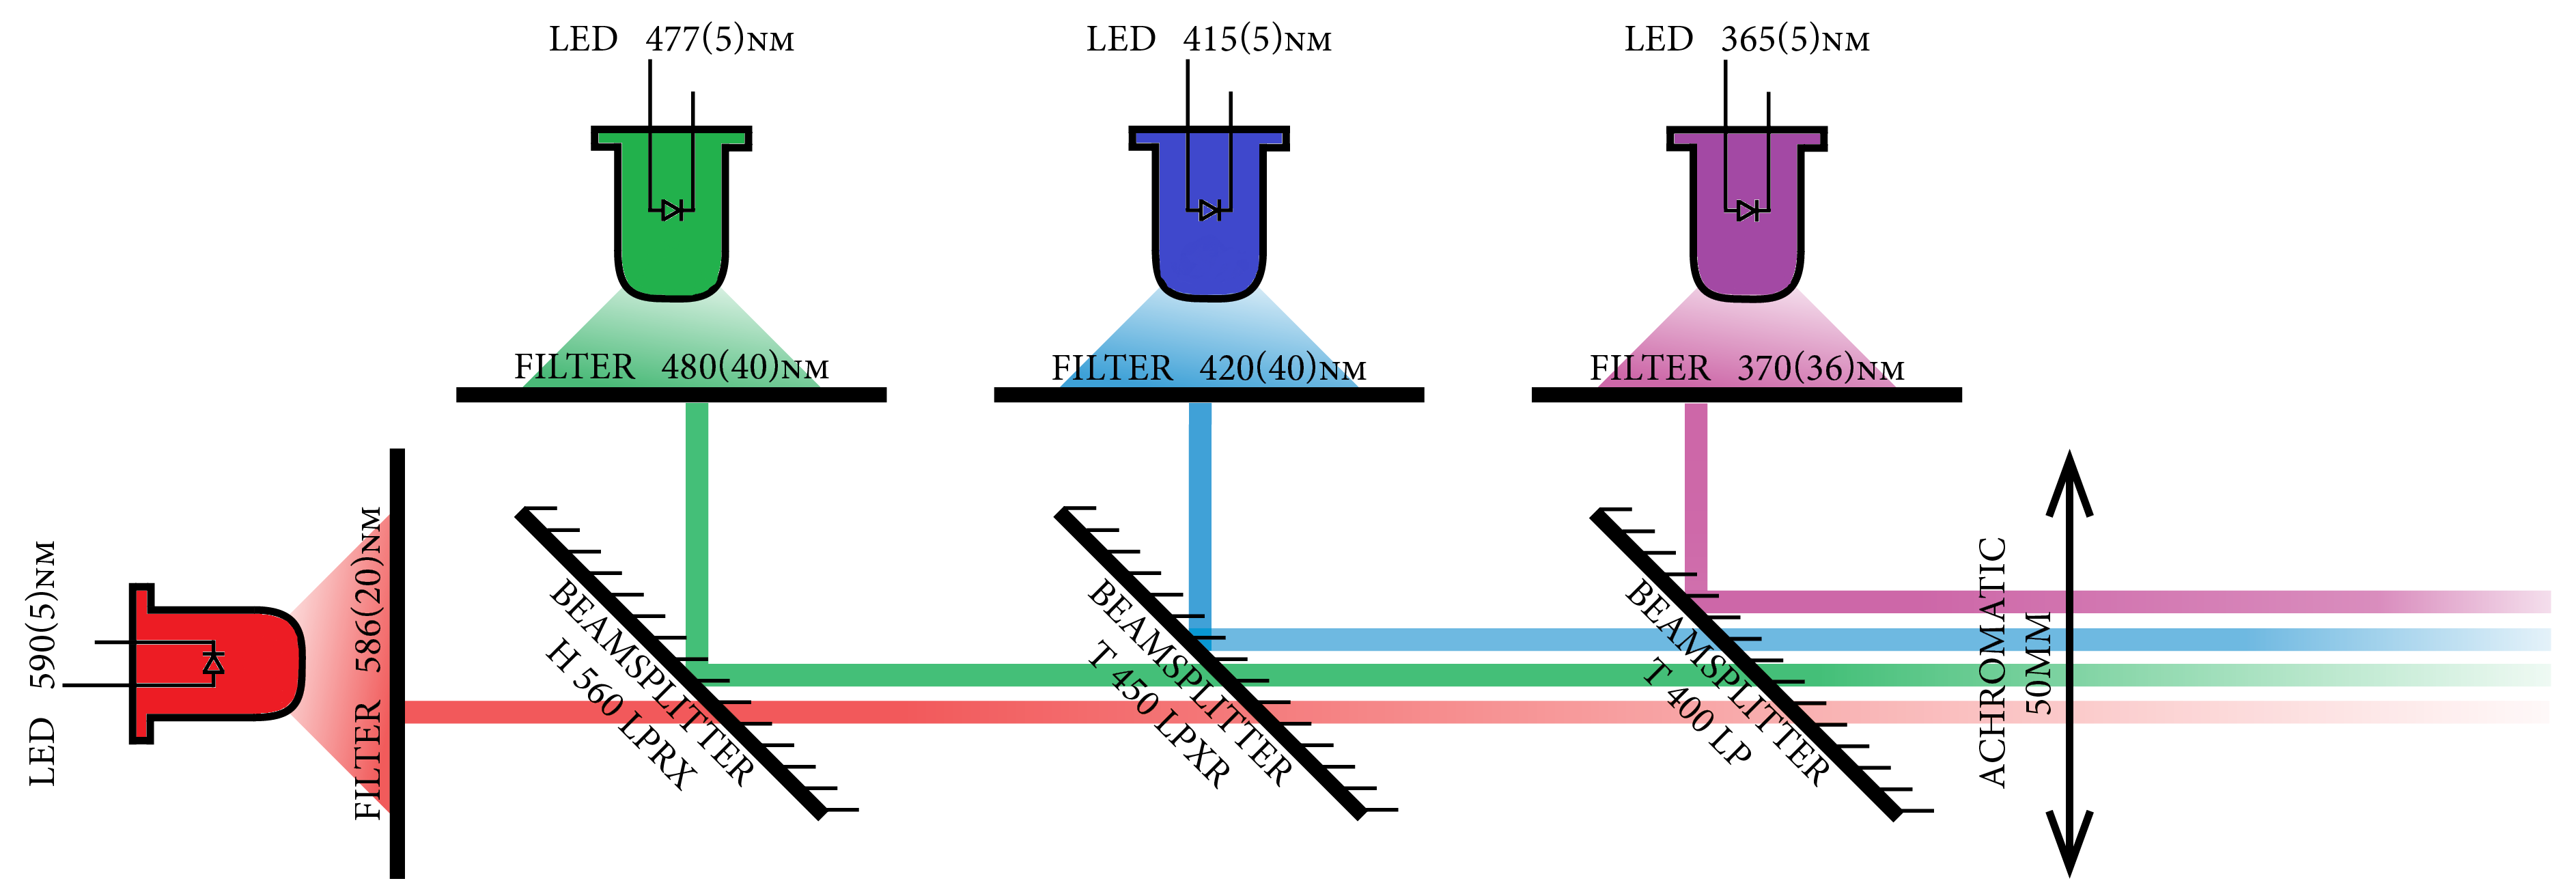 LED 477(5)NM
LED 415(5)NM
LED 365(5)NM
FILTER 480(40)NM
FILTER 420(40)NM
FILTER 370(36)NM
LED 590(5)NM
FILTER 586(20)NM
BEAMSPLITTER
H 560 LPRX
BEAMSPLITTER
T 450 LPXR
BEAMSPLITTER
T 400 LP
ACHROMATIC
50MM